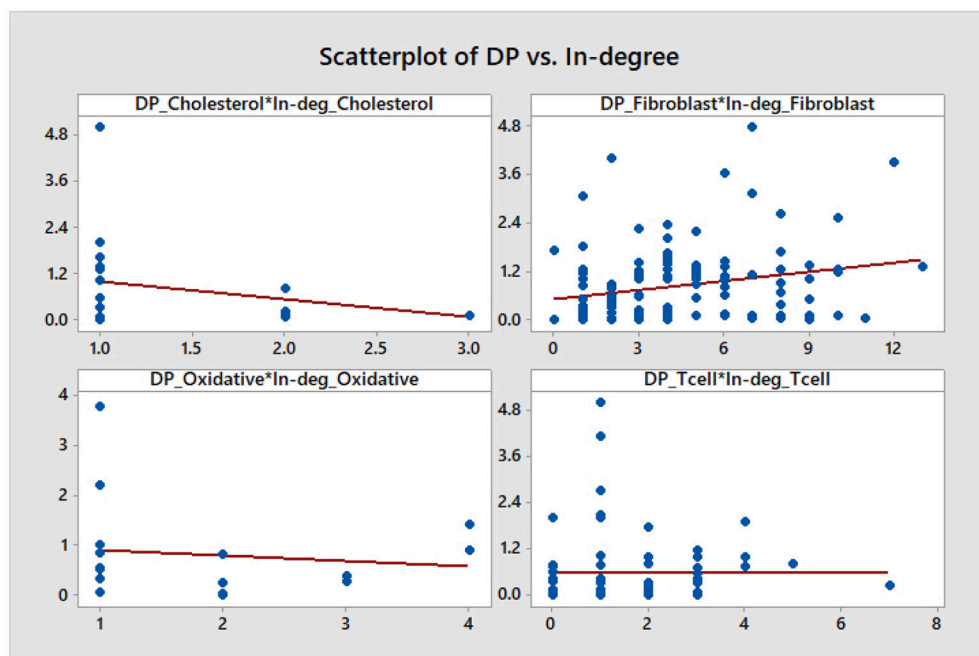 Scatterplot of DP vs. In-degree
DP_Cholesterol*In-deg_Cholesterol
4.8
3.6
2.4
1.2
0.0
1.0 1.5 2.0 2.5 3.0
DP_Fibroblast*In-deg_Fibroblast
4.8
3.6
2.4
1.2
0.0
0 3 6 9 12
DP_Oxidative*In-deg_Oxidative
4
3
2
1
0
1 2 3 4
DP_Tcell*In-deg_Tcell
4.8
3.6
2.4
1.2
0.0
0 2 4 6 8